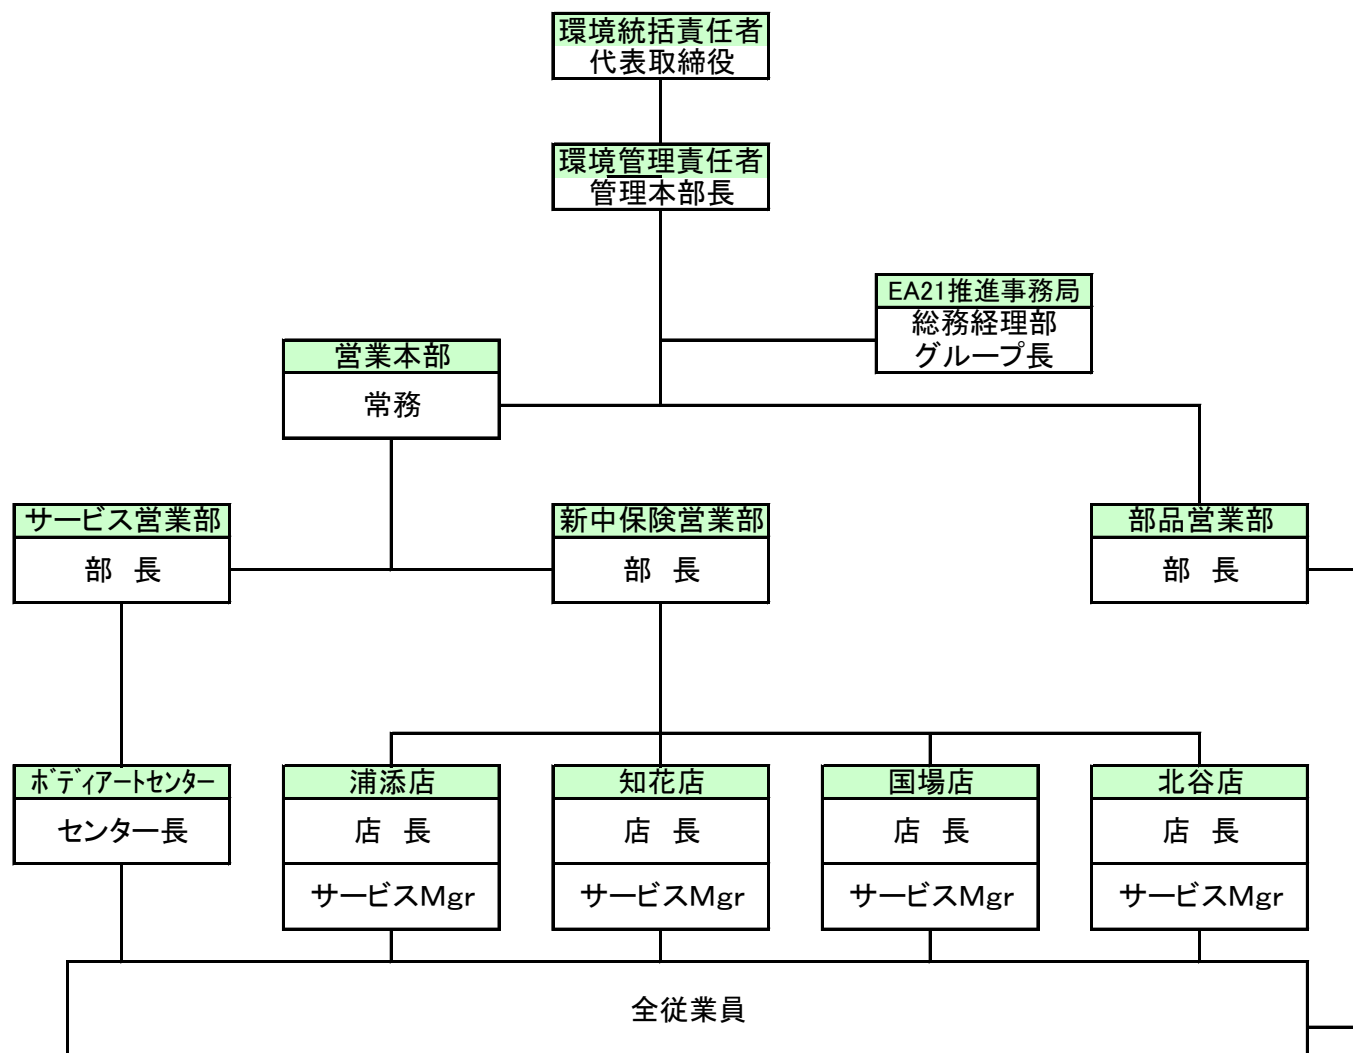 環境統括責任者
代表取締役
環境管理責任者
管理本部長
EA21推進事務局
総務経理部
グループ長
営業本部
常務
サービス営業部
部 長
新中保険営業部
部 長
部品営業部
部 長
ﾎﾞﾃﾞｨアートセンター
センター長
浦添店
店 長
サービスMgr
知花店
店 長
サービスMgr
国場店
店 長
サービスMgr
北谷店
店 長
サービスMgr
全従業員